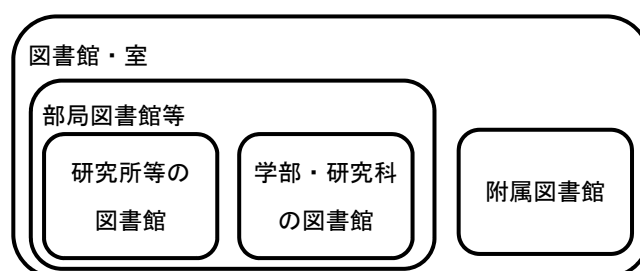 図書館・室
部局図書館等
研究所等の
図書館
学部・研究科
の図書館
附属図書館